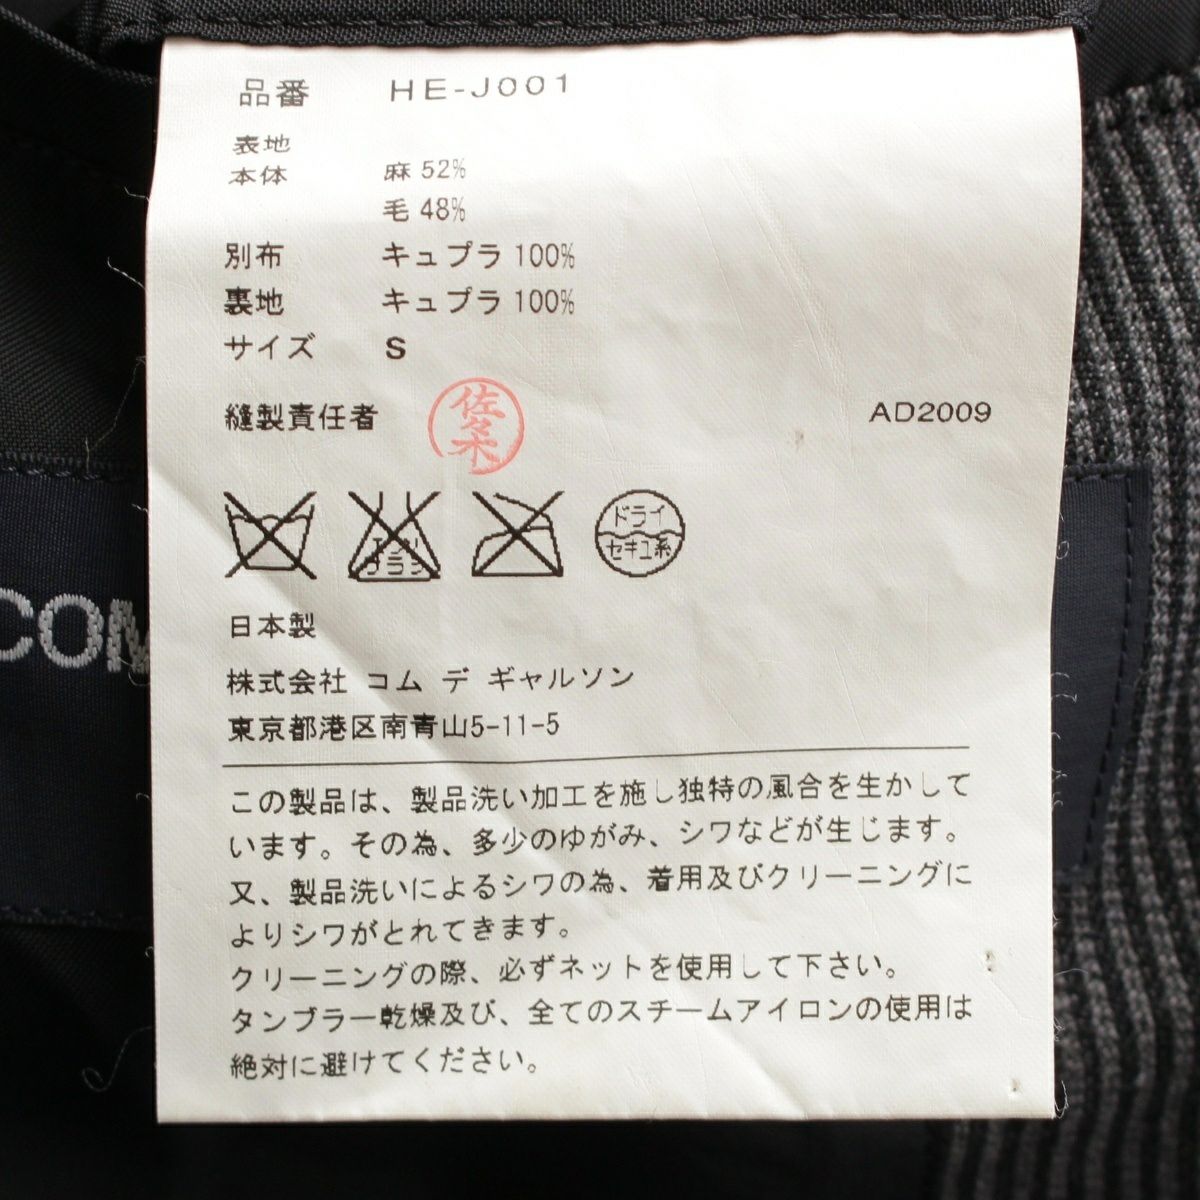 品番 HE-J001
表地
本体 麻 52%
毛 48%
別布 キュプラ 100%
裏地 キュプラ 100%
サイズ S
縫製責任者 佐々木 AD2009
エンソ
ドライ
サラシ
セキユ系
日本製
株式会社 コム デ ギャルソン
COM
東京都港区南青山5-11-5
この製品は、製品洗い加工を施し独特の風合を生かして
います。その為、多少のゆがみ、シワなどが生じます。
又、製品洗いによるシワの為、着用及びクリーニングに
よりシワがとれてきます。
クリーニングの際、必ずネットを使用して下さい。
タンブラー乾燥及び、全てのスチームアイロンの使用は
絶対に避けてください。